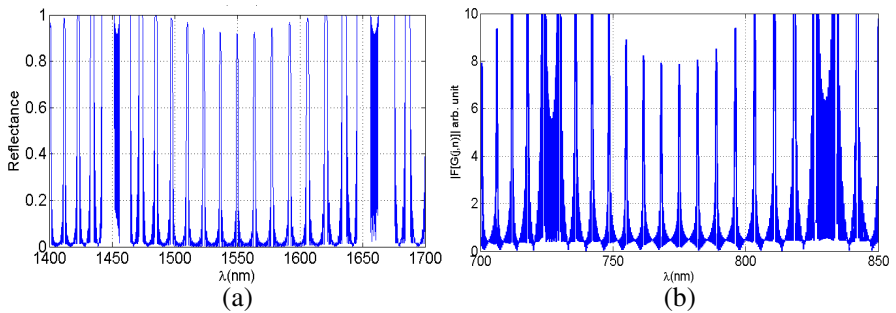 1
0.8
0.6
0.4
0.2
0
Reflectance
1400 1450 1500 1550 1600 1650 1700
λ(nm)
(a)
10
8
6
4
2
0
|F[G(j,n)]| arb. unit
700 750 800 850
λ(nm)
(b)